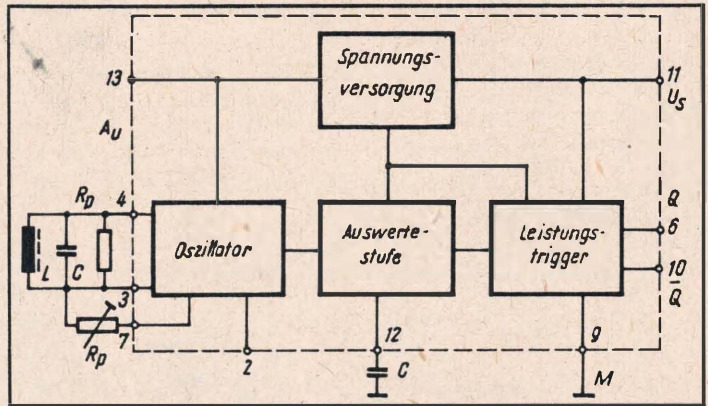 Spannungs-
versorgung
13
11
U_S
A_U
R_p
4
Oszillator
Auswerte-
stufe
Leistungs-
trigger
Q
6
10
Q̅
L
C
3
R_p
7
2
12
C
9
M